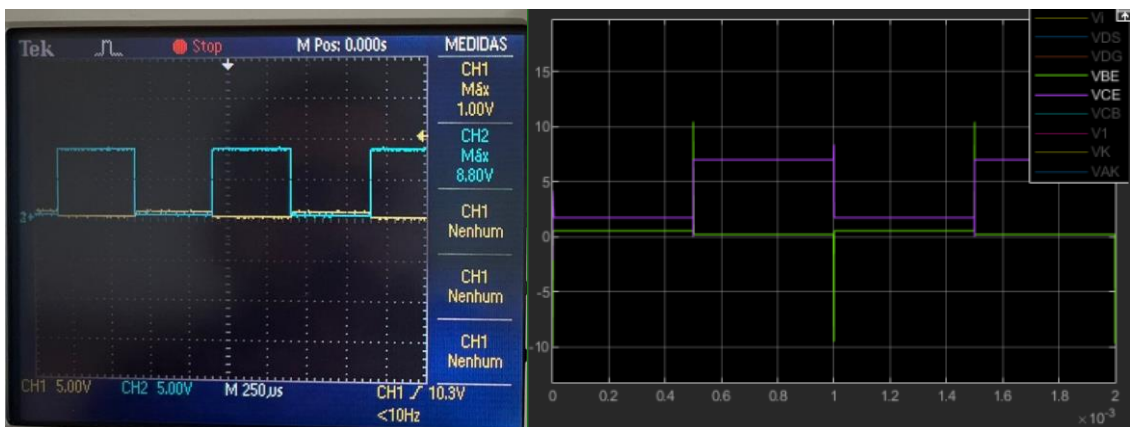 Tek
Stop
M Pos: 0.000s
MEDIDAS
CH1
Máx
1.00V
CH2
Máx
8.80V
CH1
Nenhum
CH1
Nenhum
CH1
Nenhum
2
CH1 5.00V
CH2 5.00V
M 250µs
CH1
10.3V
<10Hz
Vi
VDS
VDG
VBE
VCE
VCB
V1
VK
VAK
15
10
5
0
-5
-10
0
0.2
0.4
0.6
0.8
1
1.2
1.4
1.6
1.8
2
× 10⁻³